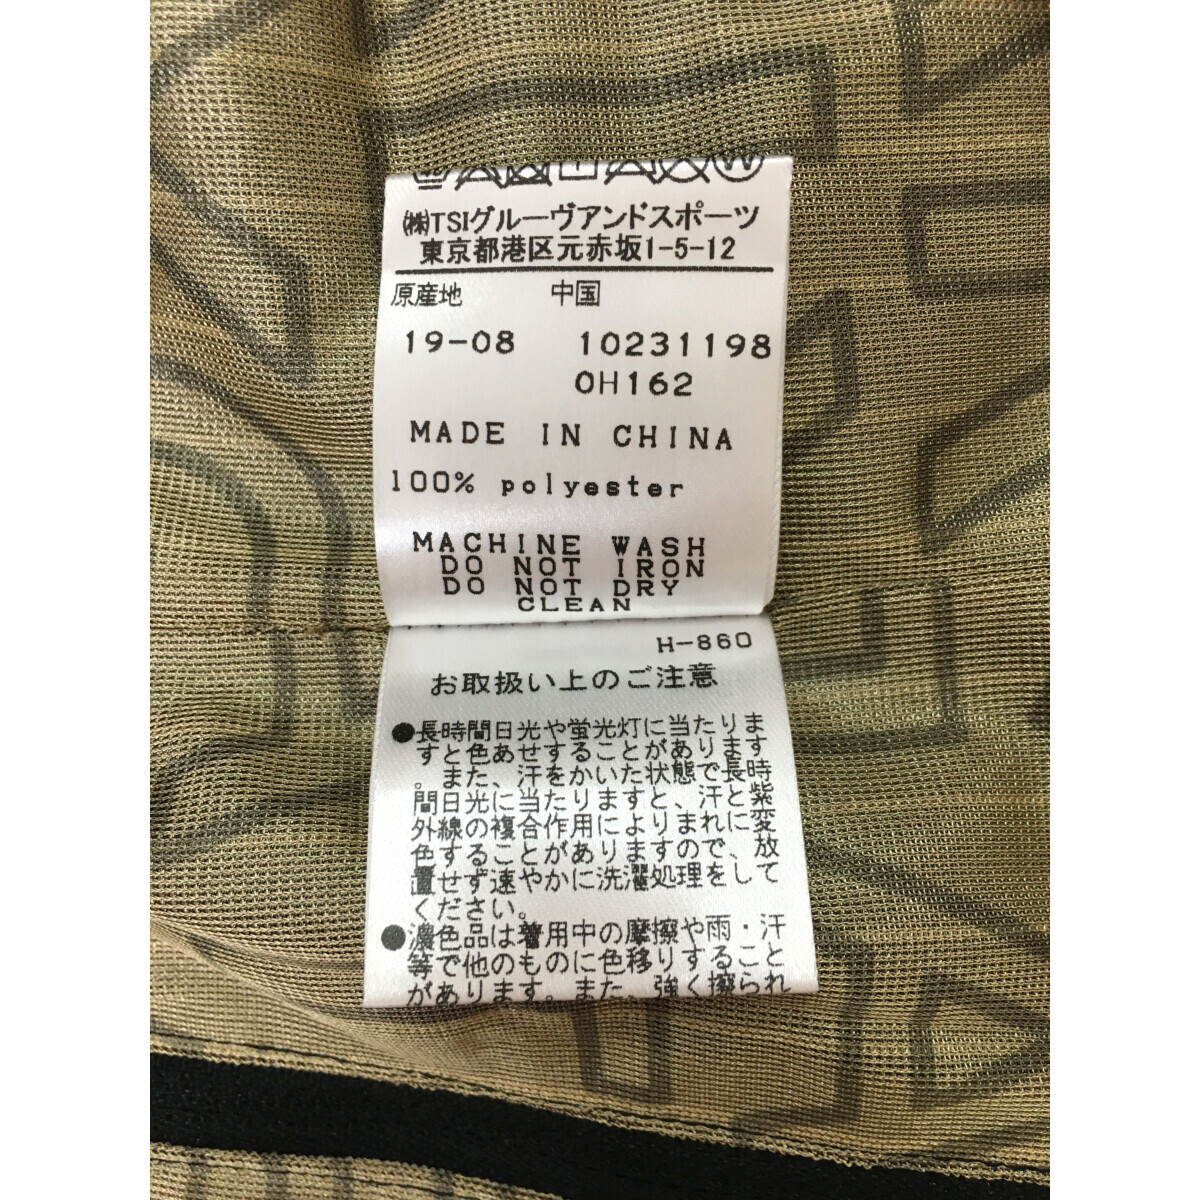 (株)TSIグルーヴアンドスポーツ
東京都港区元赤坂1-5-12
原産地 中国
19-08 10231198
0H162
MADE IN CHINA
100% polyester
MACHINE WASH
DO NOT IRON
DO NOT DRY
CLEAN
H-860
お取扱い上のご注意
●長時間日光や蛍光灯に当たりま
すと色あせすることがあります
。また、汗をかいた状態で長時
間日光に当たりますと、汗と紫
外線の複合作用によりまれに変
色することがありますので、放
置せず速やかに洗濯処理をして
ください。
●濃色品は着用中の摩擦や雨・汗
等で他のものに色移りすること
があります。また、強く擦られ